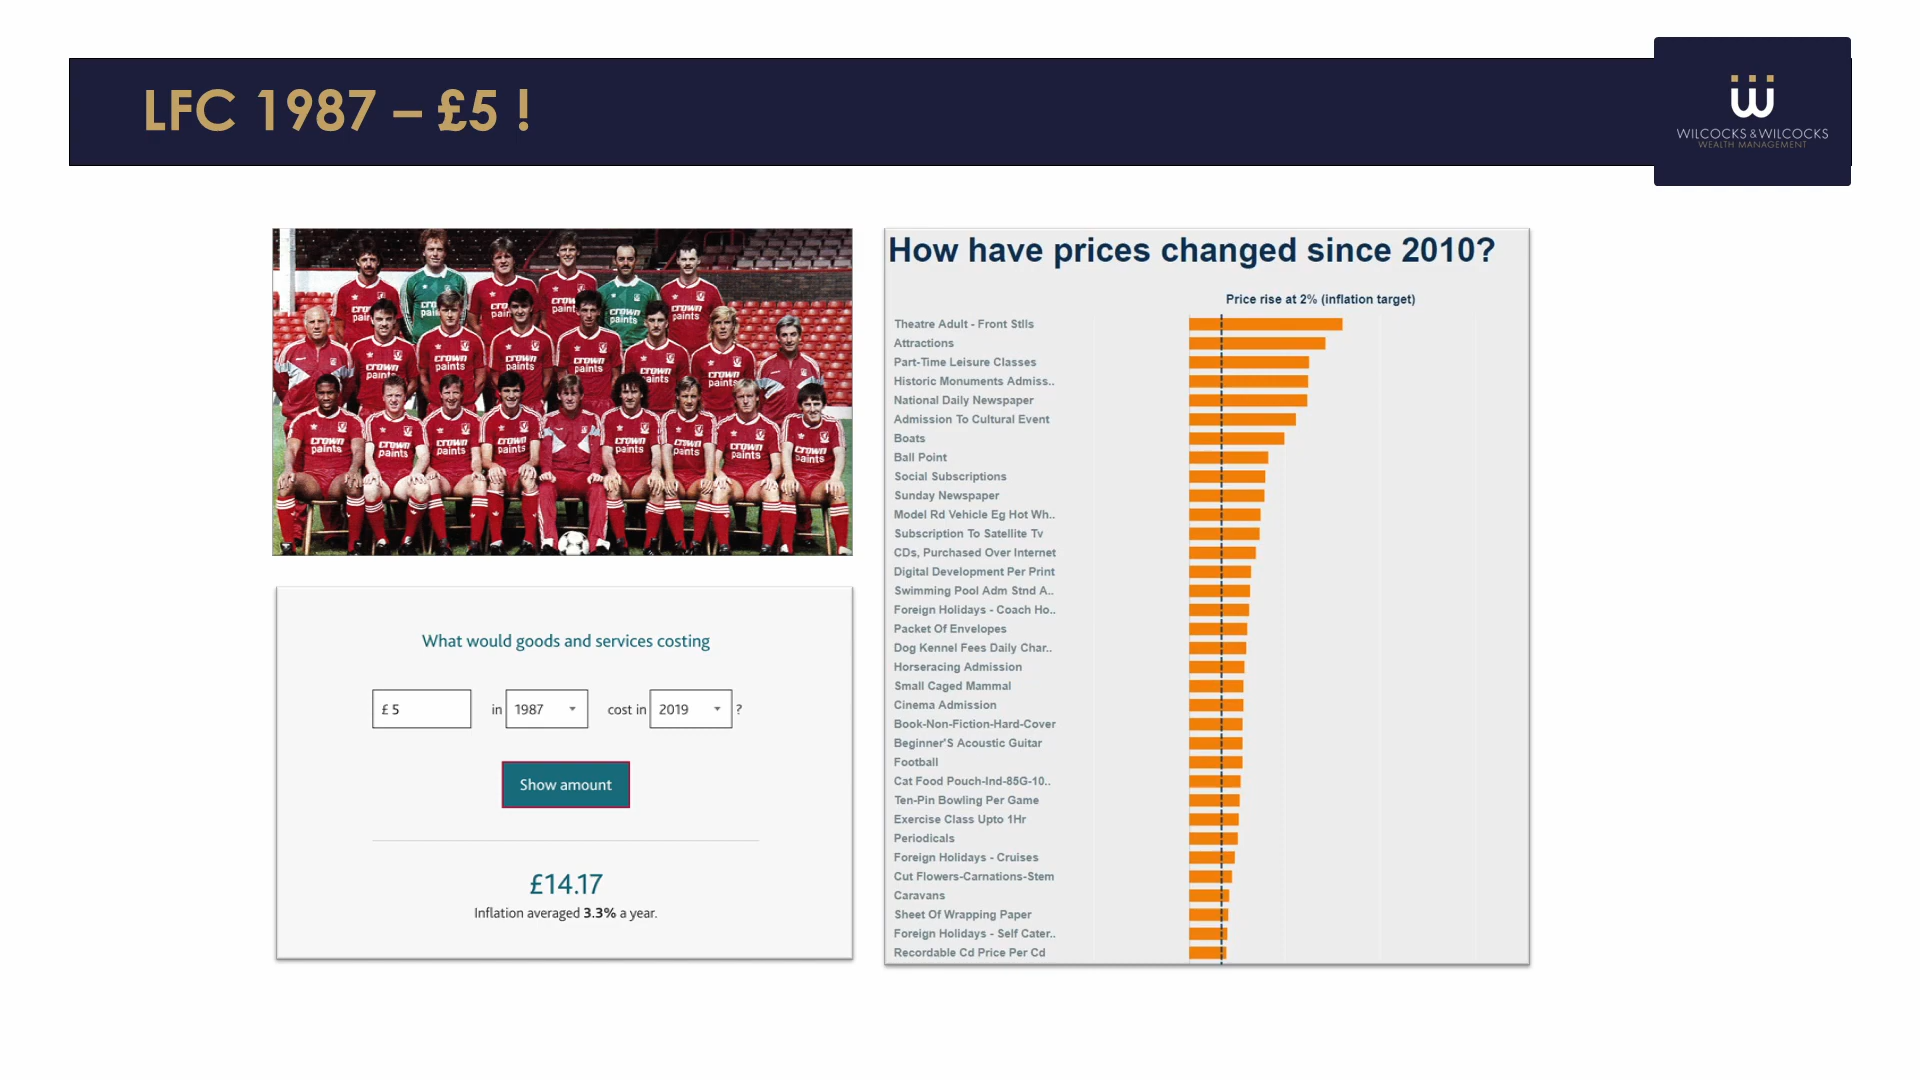 LFC 1987 – £5 !
WILCOCKS & WILCOCKS
WEALTH MANAGEMENT
crown
paints
What would goods and services costing
£ 5 in 1987 cost in 2019 ?
Show amount
£14.17
Inflation averaged 3.3% a year.
How have prices changed since 2010?
Price rise at 2% (inflation target)
Theatre Adult - Front Stlls
Attractions
Part-Time Leisure Classes
Historic Monuments Admiss..
National Daily Newspaper
Admission To Cultural Event
Boats
Ball Point
Social Subscriptions
Sunday Newspaper
Model Rd Vehicle Eg Hot Wh..
Subscription To Satellite Tv
CDs, Purchased Over Internet
Digital Development Per Print
Swimming Pool Adm Stnd A..
Foreign Holidays - Coach Ho..
Packet Of Envelopes
Dog Kennel Fees Daily Char..
Horseracing Admission
Small Caged Mammal
Cinema Admission
Book-Non-Fiction-Hard-Cover
Beginner'S Acoustic Guitar
Football
Cat Food Pouch-Ind-85G-10..
Ten-Pin Bowling Per Game
Exercise Class Upto 1Hr
Periodicals
Foreign Holidays - Cruises
Cut Flowers-Carnations-Stem
Caravans
Sheet Of Wrapping Paper
Foreign Holidays - Self Cater..
Recordable Cd Price Per Cd